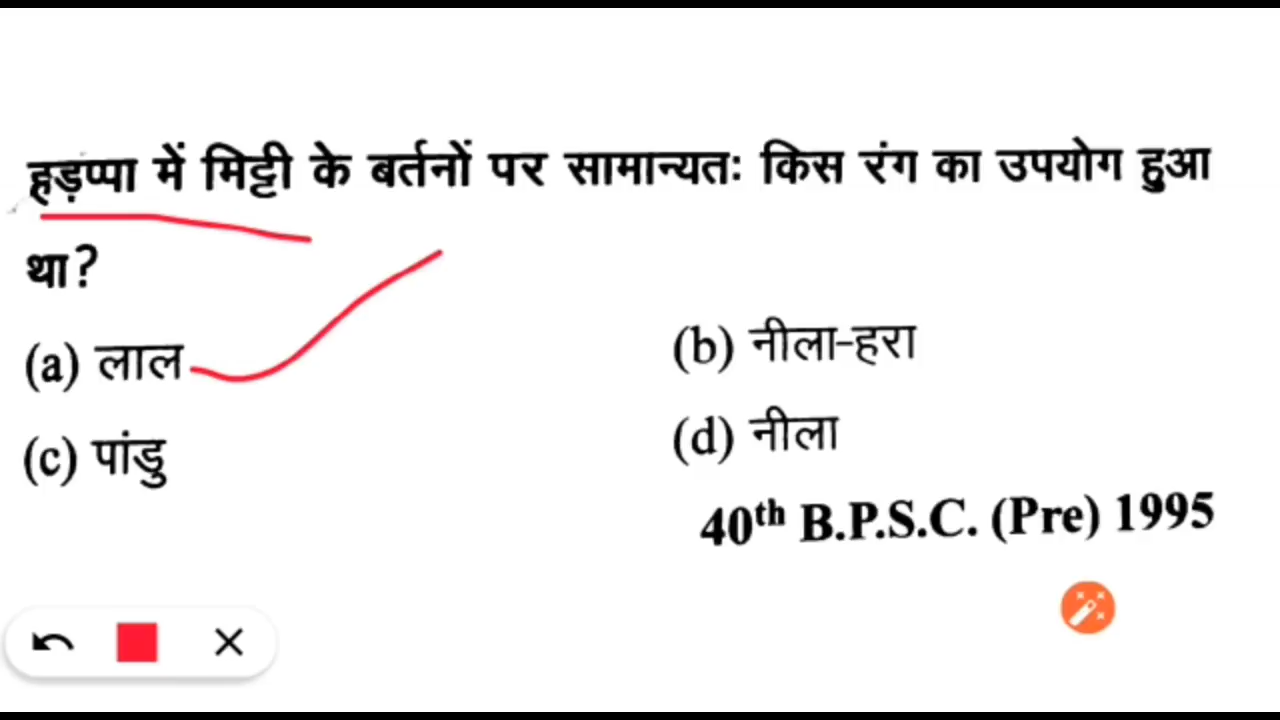 हड़प्पा में मिट्टी के बर्तनों पर सामान्यतः किस रंग का उपयोग हुआ
था?
(a) लाल
(b) नीला-हरा
(c) पांडु
(d) नीला
40th B.P.S.C. (Pre) 1995